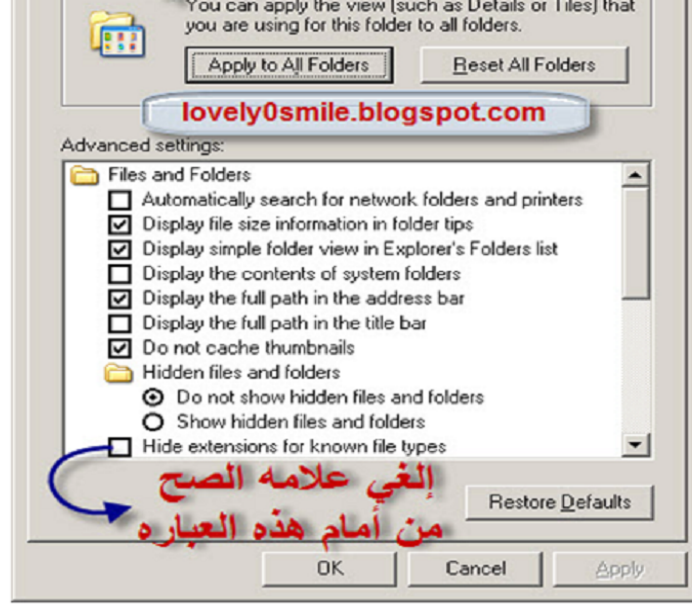 You can apply the view (such as Details or Tiles) that
you are using for this folder to all folders.
Apply to All Folders
Reset All Folders
lovely0smile.blogspot.com
Advanced settings:
Files and Folders
Automatically search for network folders and printers
Display file size information in folder tips
Display simple folder view in Explorer's Folders list
Display the contents of system folders
Display the full path in the address bar
Display the full path in the title bar
Do not cache thumbnails
Hidden files and folders
Do not show hidden files and folders
Show hidden files and folders
Hide extensions for known file types
إلغي علامه الصح
من أمام هذه العباره
Restore Defaults
OK
Cancel
Apply